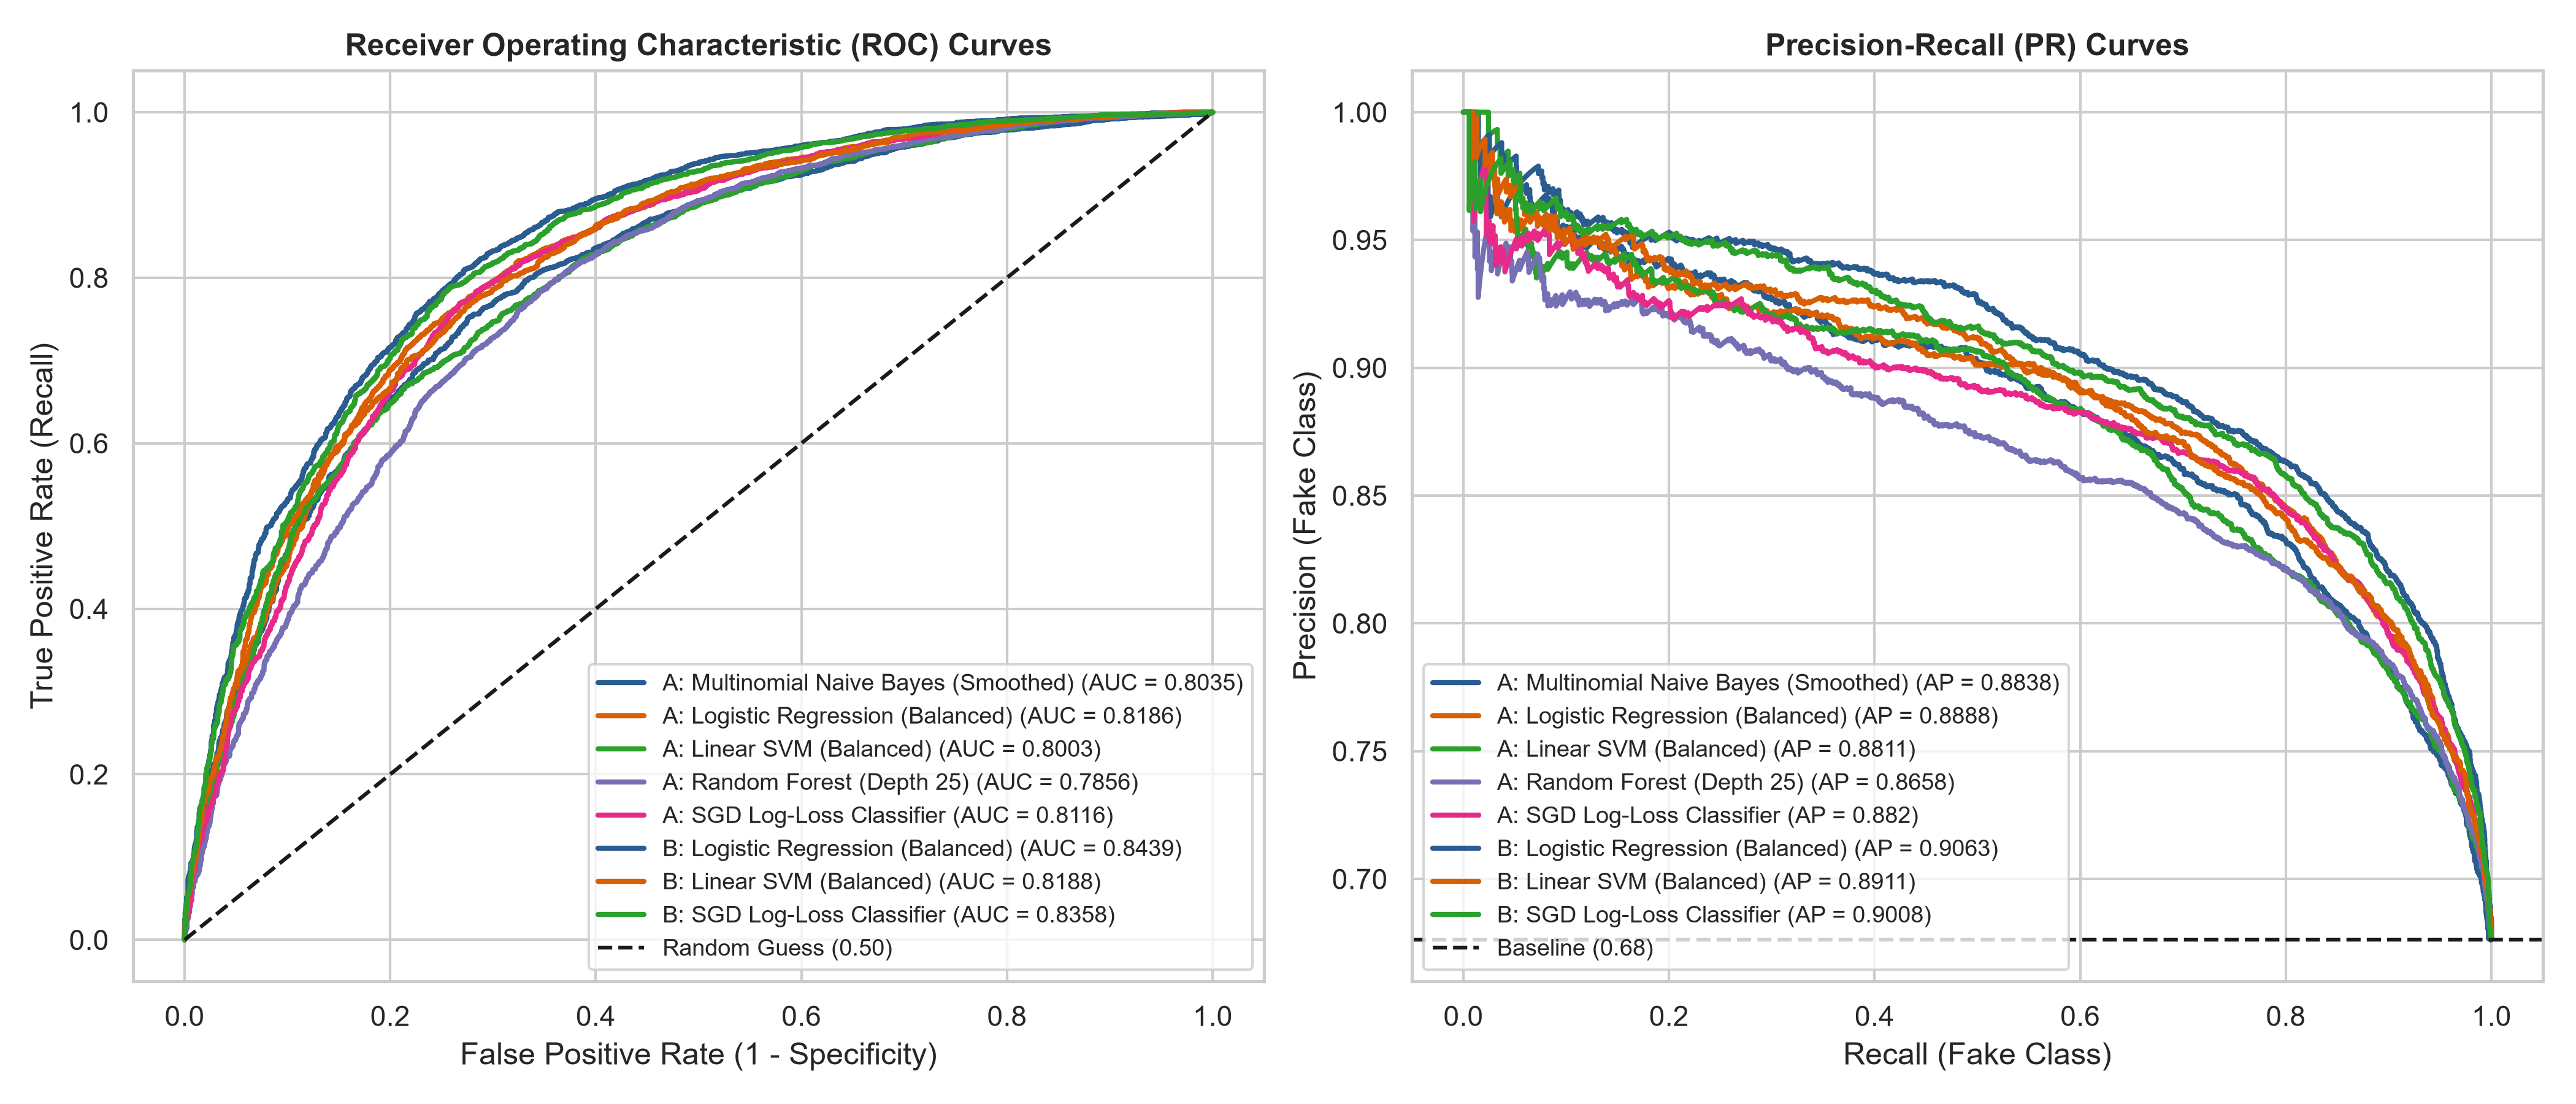 Receiver Operating Characteristic (ROC) Curves
True Positive Rate (Recall)
1.0
0.8
0.6
0.4
0.2
0.0
A: Multinomial Naive Bayes (Smoothed) (AUC = 0.8035)
A: Logistic Regression (Balanced) (AUC = 0.8186)
A: Linear SVM (Balanced) (AUC = 0.8003)
A: Random Forest (Depth 25) (AUC = 0.7856)
A: SGD Log-Loss Classifier (AUC = 0.8116)
B: Logistic Regression (Balanced) (AUC = 0.8439)
B: Linear SVM (Balanced) (AUC = 0.8188)
B: SGD Log-Loss Classifier (AUC = 0.8358)
Random Guess (0.50)
0.0 0.2 0.4 0.6 0.8 1.0
False Positive Rate (1 - Specificity)
Precision-Recall (PR) Curves
Precision (Fake Class)
1.00
0.95
0.90
0.85
0.80
0.75
0.70
A: Multinomial Naive Bayes (Smoothed) (AP = 0.8838)
A: Logistic Regression (Balanced) (AP = 0.8888)
A: Linear SVM (Balanced) (AP = 0.8811)
A: Random Forest (Depth 25) (AP = 0.8658)
A: SGD Log-Loss Classifier (AP = 0.882)
B: Logistic Regression (Balanced) (AP = 0.9063)
B: Linear SVM (Balanced) (AP = 0.8911)
B: SGD Log-Loss Classifier (AP = 0.9008)
Baseline (0.68)
0.0 0.2 0.4 0.6 0.8 1.0
Recall (Fake Class)